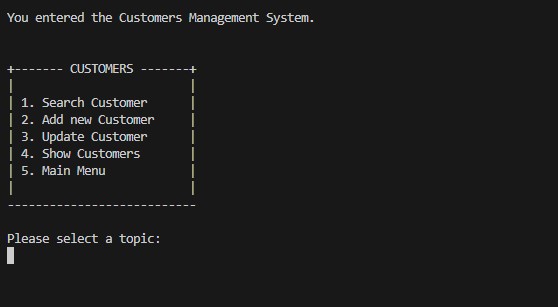 You entered the Customers Management System.
+------- CUSTOMERS -------+
|                         |
| 1. Search Customer      |
| 2. Add new Customer     |
| 3. Update Customer      |
| 4. Show Customers       |
| 5. Main Menu            |
|                         |
---------------------------
Please select a topic: